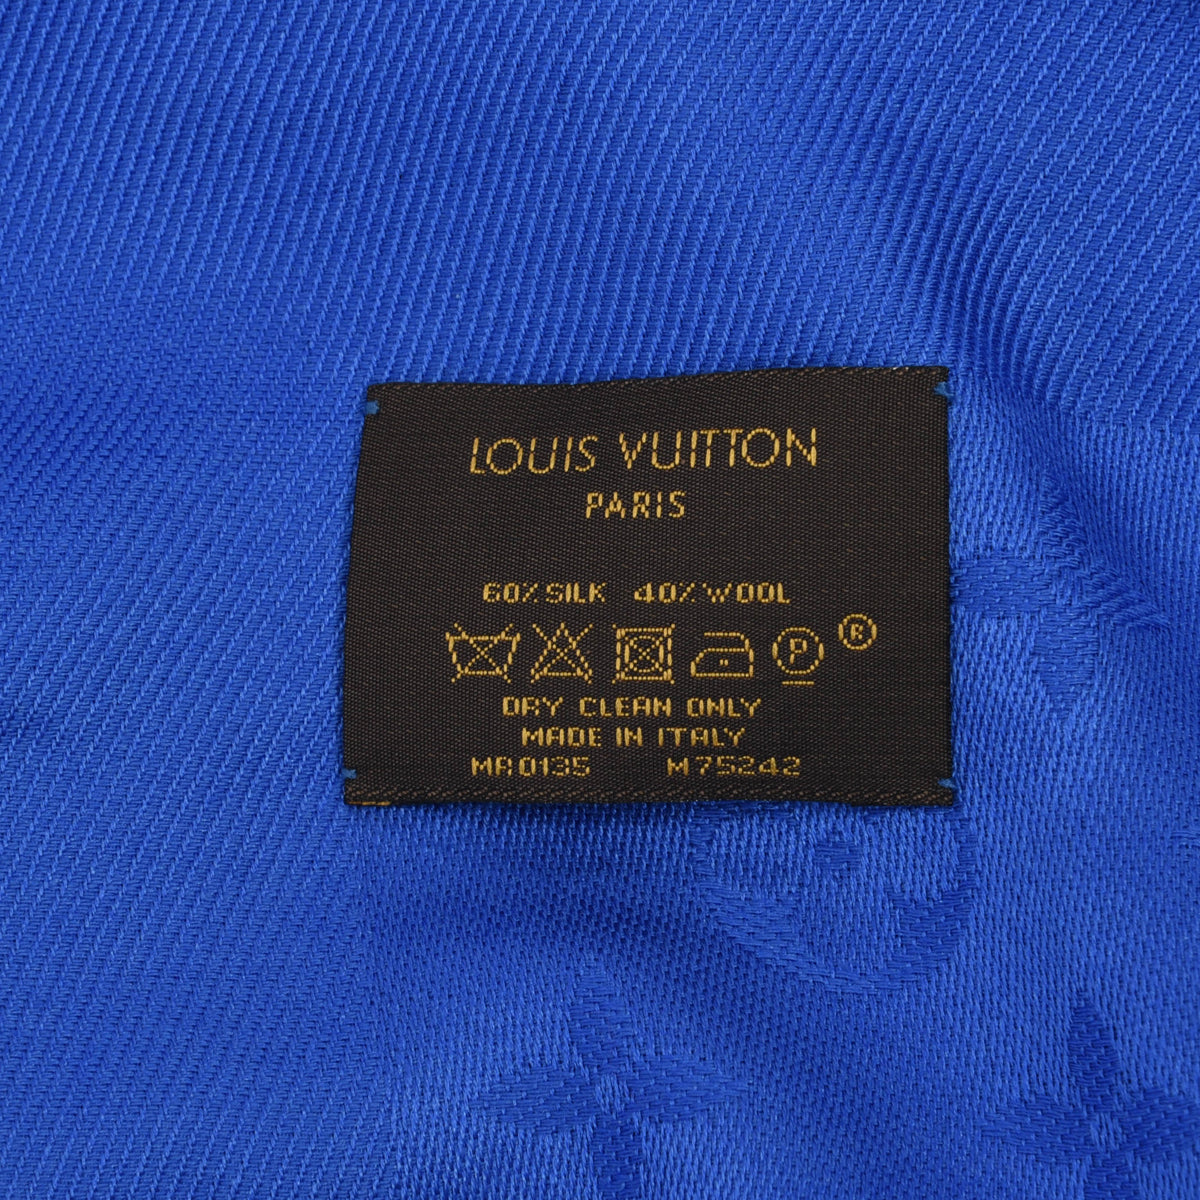 LOUIS VUITTON
PARIS
60% SILK 40% WOOL
P ®
DRY CLEAN ONLY
MADE IN ITALY
MR0135 M75242